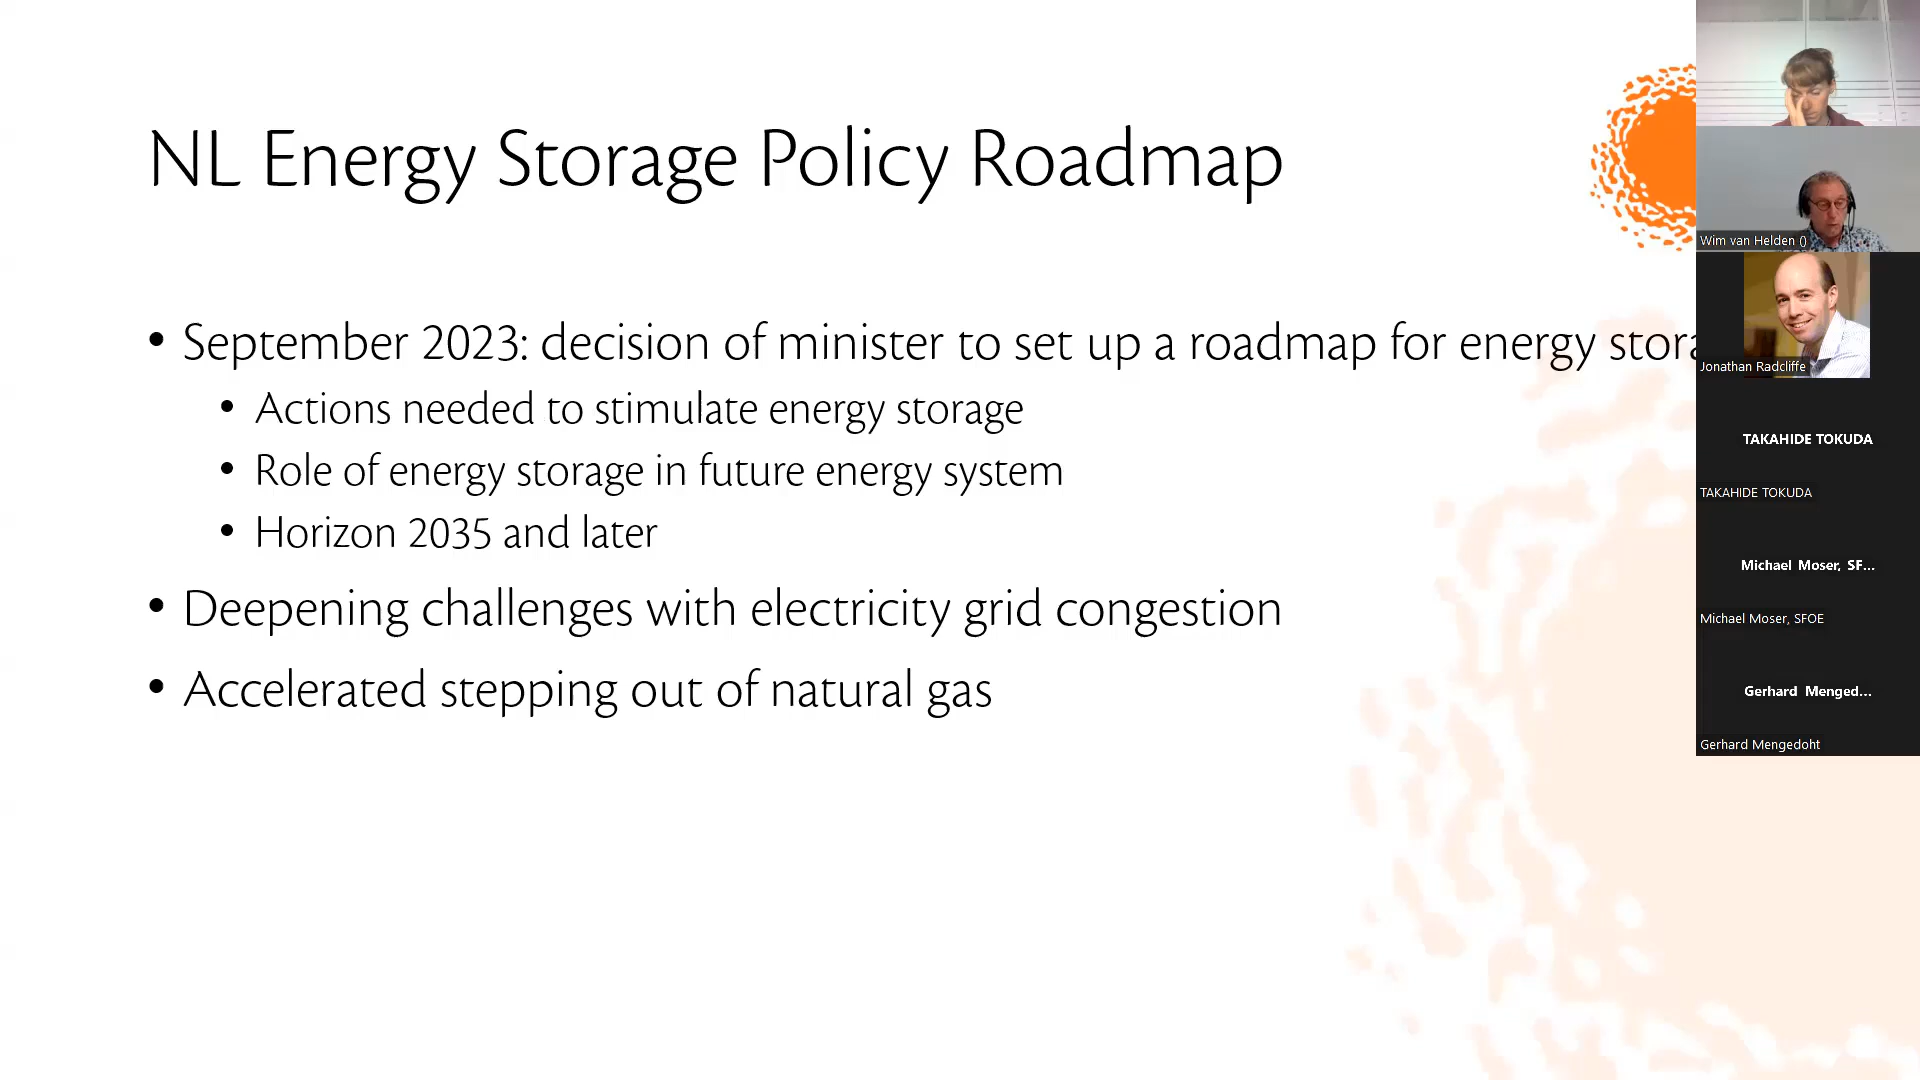 NL Energy Storage Policy Roadmap
• September 2023: decision of minister to set up a roadmap for energy
• Actions needed to stimulate energy storage
• Role of energy storage in future energy system
• Horizon 2035 and later
• Deepening challenges with electricity grid congestion
• Accelerated stepping out of natural gas
Wim van Helden ()
Jonathan Radcliffe
TAKAHIDE TOKUDA
TAKAHIDE TOKUDA
Michael Moser, SF...
Michael Moser, SFOE
Gerhard Menged...
Gerhard Mengedoht